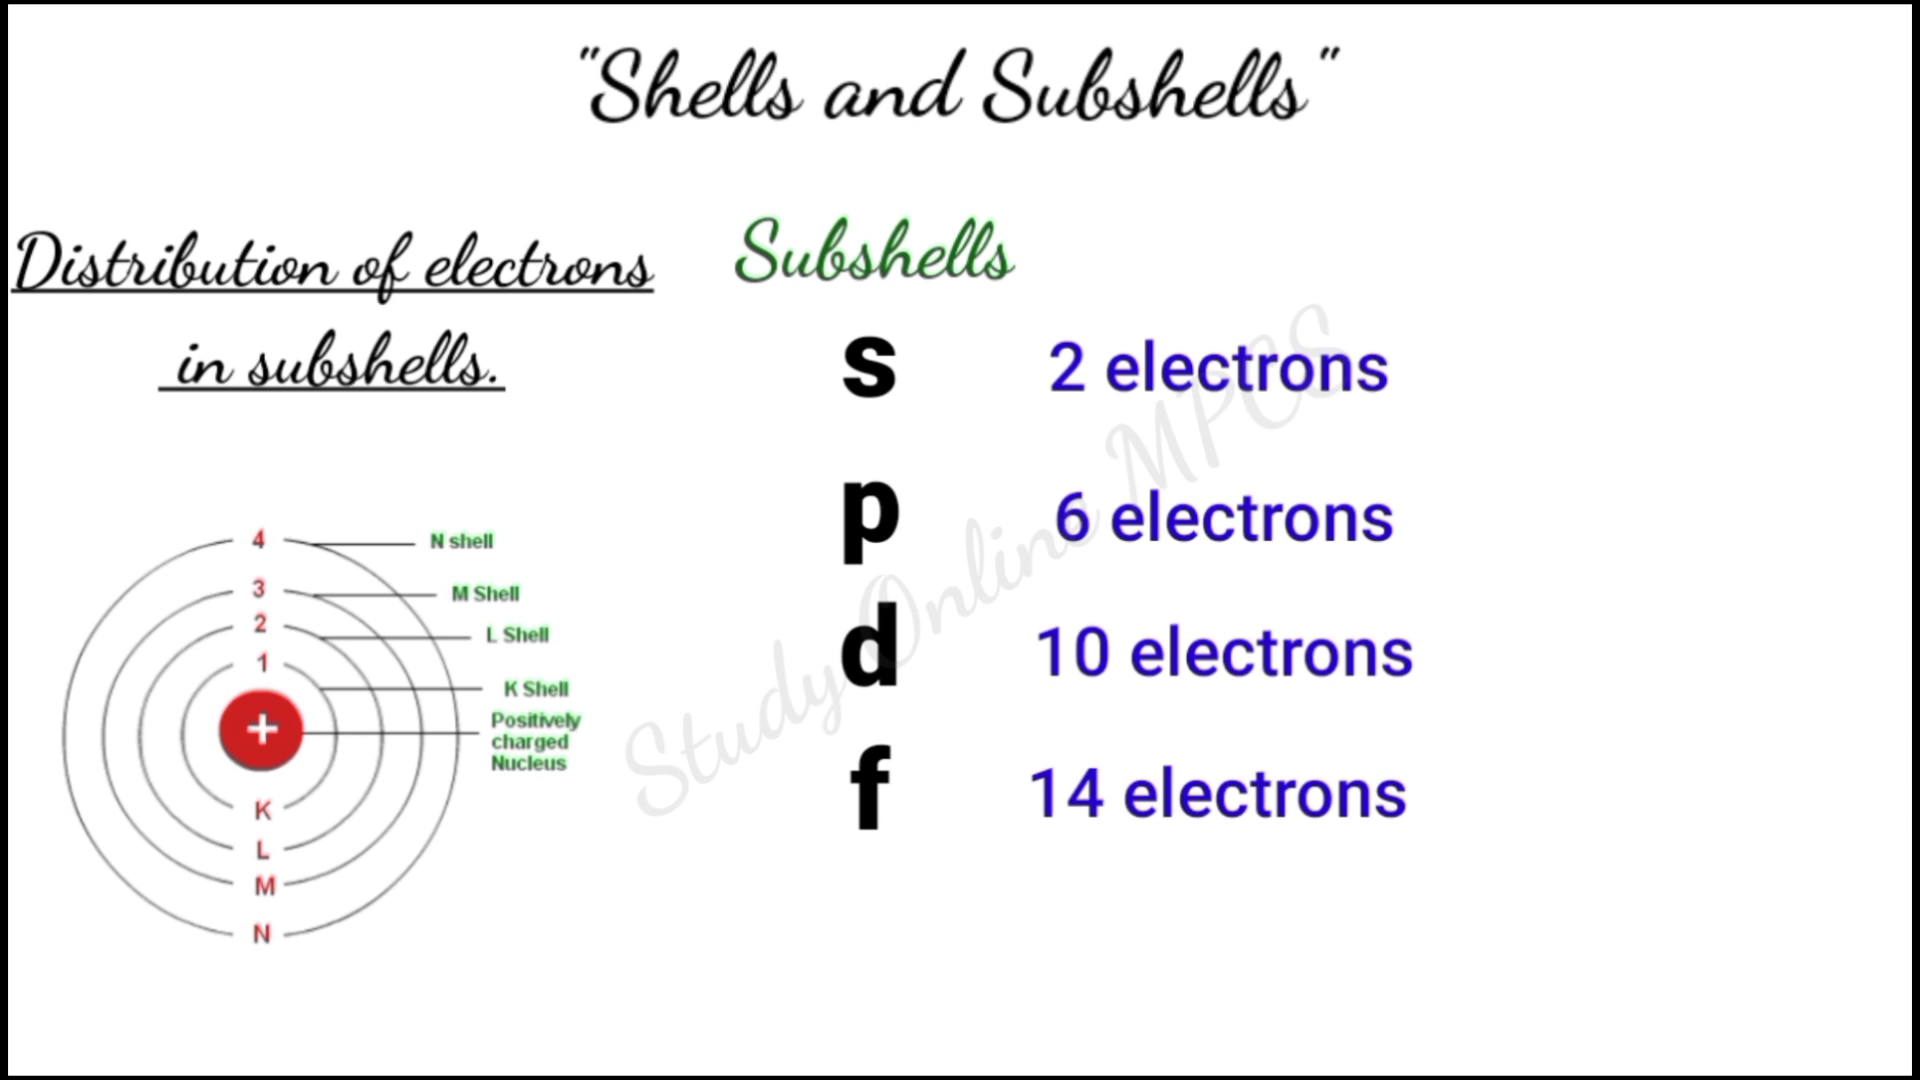 "Shells and Subshells"
Distribution of electrons
in subshells.
Subshells
s 2 electrons
p 6 electrons
d 10 electrons
f 14 electrons
4 N shell
3 M Shell
2 L Shell
1 K Shell
+ Positively
charged
Nucleus
K
L
M
N
Study Online MPCS